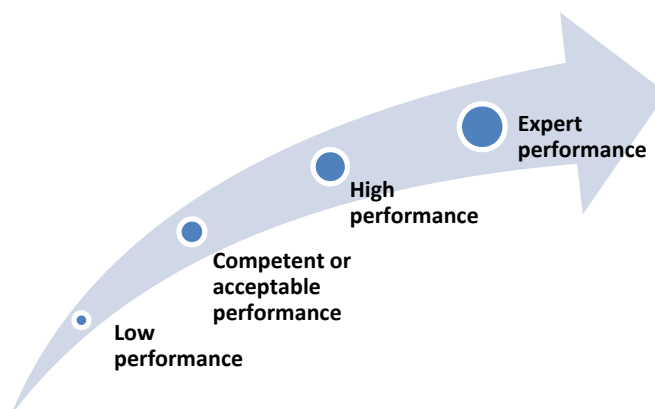 Expert
performance
High
performance
Competent or
acceptable
performance
Low
performance